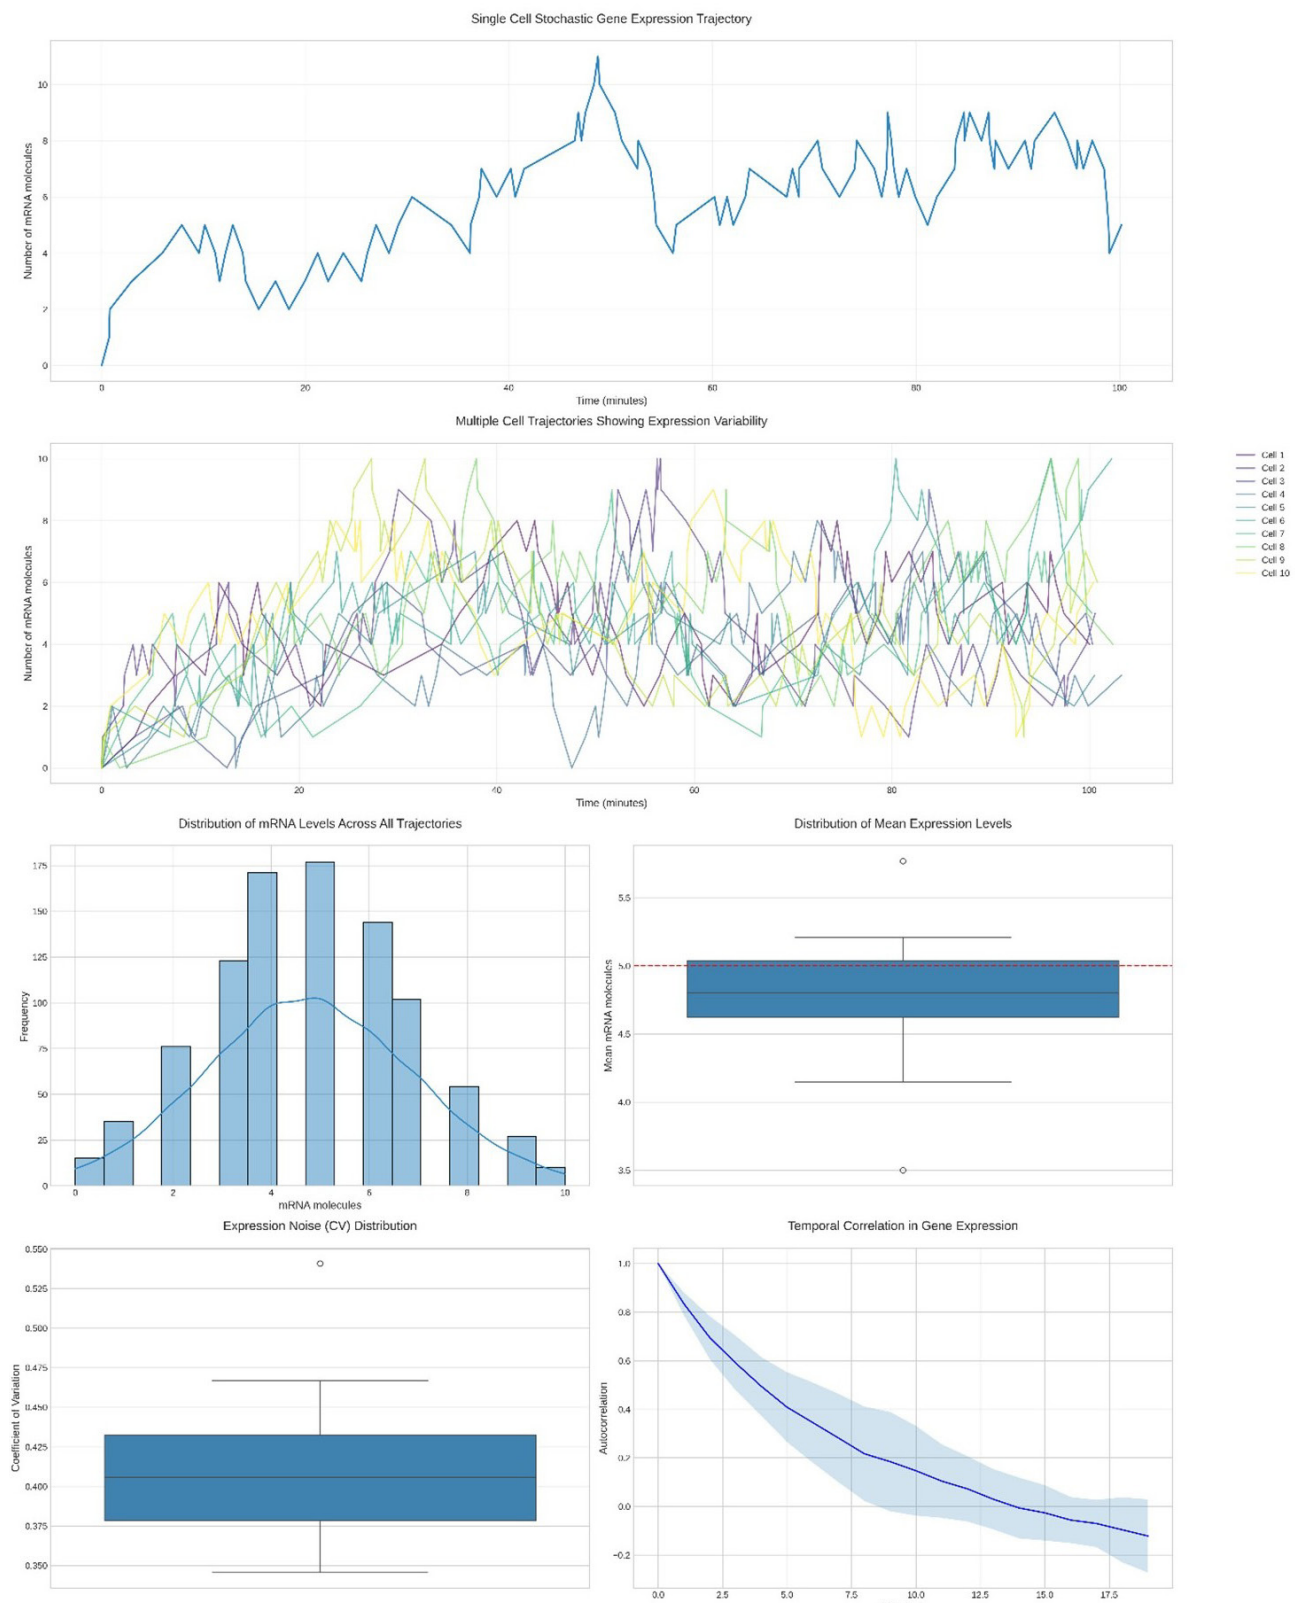 Single Cell Stochastic Gene Expression Trajectory
Number of mRNA molecules
10
8
6
4
2
0
0 20 40 60 80 100
Time (minutes)
Multiple Cell Trajectories Showing Expression Variability
Number of mRNA molecules
10
8
6
4
2
0
0 20 40 60 80 100
Time (minutes)
Cell 1
Cell 2
Cell 3
Cell 4
Cell 5
Cell 6
Cell 7
Cell 8
Cell 9
Cell 10
Distribution of mRNA Levels Across All Trajectories
Frequency
175
150
125
100
75
50
25
0
0 2 4 6 8 10
mRNA molecules
Distribution of Mean Expression Levels
Mean mRNA molecules
5.5
5.0
4.5
4.0
3.5
Expression Noise (CV) Distribution
Coefficient of Variation
0.550
0.525
0.500
0.475
0.450
0.425
0.400
0.375
0.350
Temporal Correlation in Gene Expression
Autocorrelation
1.0
0.8
0.6
0.4
0.2
0.0
−0.2
0.0 2.5 5.0 7.5 10.0 12.5 15.0 17.5